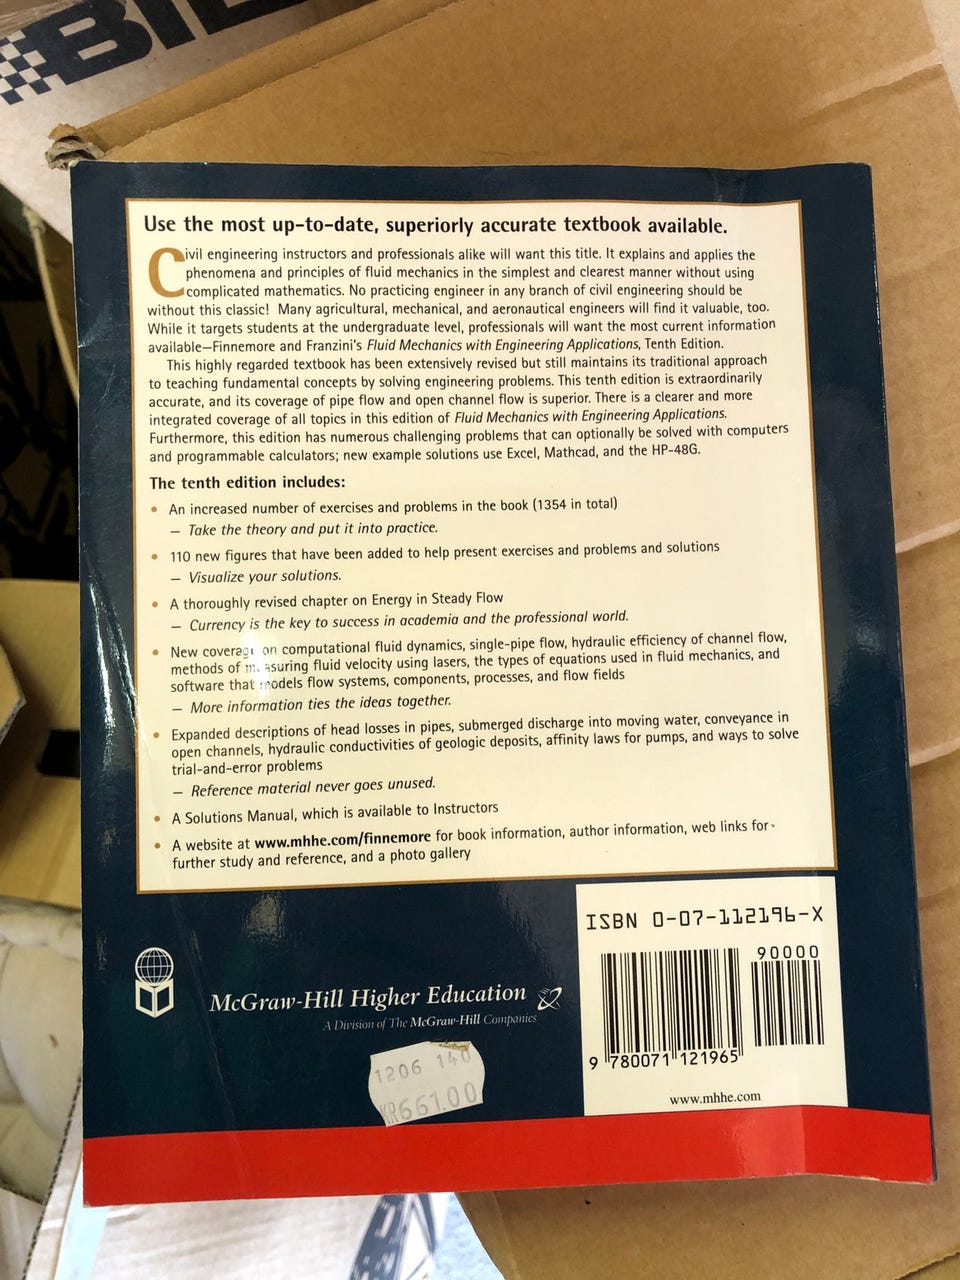 Use the most up-to-date, superiorly accurate textbook available.
Civil engineering instructors and professionals alike will want this title. It explains and applies the
phenomena and principles of fluid mechanics in the simplest and clearest manner without using
complicated mathematics. No practicing engineer in any branch of civil engineering should be
without this classic! Many agricultural, mechanical, and aeronautical engineers will find it valuable, too.
While it targets students at the undergraduate level, professionals will want the most current information
available—Finnemore and Franzini's Fluid Mechanics with Engineering Applications, Tenth Edition.
This highly regarded textbook has been extensively revised but still maintains its traditional approach
to teaching fundamental concepts by solving engineering problems. This tenth edition is extraordinarily
accurate, and its coverage of pipe flow and open channel flow is superior. There is a clearer and more
integrated coverage of all topics in this edition of Fluid Mechanics with Engineering Applications.
Furthermore, this edition has numerous challenging problems that can optionally be solved with computers
and programmable calculators; new example solutions use Excel, Mathcad, and the HP-48G.
The tenth edition includes:
• An increased number of exercises and problems in the book (1354 in total)
— Take the theory and put it into practice.
• 110 new figures that have been added to help present exercises and problems and solutions
— Visualize your solutions.
• A thoroughly revised chapter on Energy in Steady Flow
— Currency is the key to success in academia and the professional world.
• New coverage on computational fluid dynamics, single-pipe flow, hydraulic efficiency of channel flow,
methods of measuring fluid velocity using lasers, the types of equations used in fluid mechanics, and
software that models flow systems, components, processes, and flow fields
— More information ties the ideas together.
• Expanded descriptions of head losses in pipes, submerged discharge into moving water, conveyance in
open channels, hydraulic conductivities of geologic deposits, affinity laws for pumps, and ways to solve
trial-and-error problems
— Reference material never goes unused.
• A Solutions Manual, which is available to Instructors
• A website at www.mhhe.com/finnemore for book information, author information, web links for
further study and reference, and a photo gallery
ISBN 0-07-112196-X
90000
9 780071 121965
www.mhhe.com
McGraw-Hill Higher Education
A Division of The McGraw-Hill Companies
1206 140
KR661.00